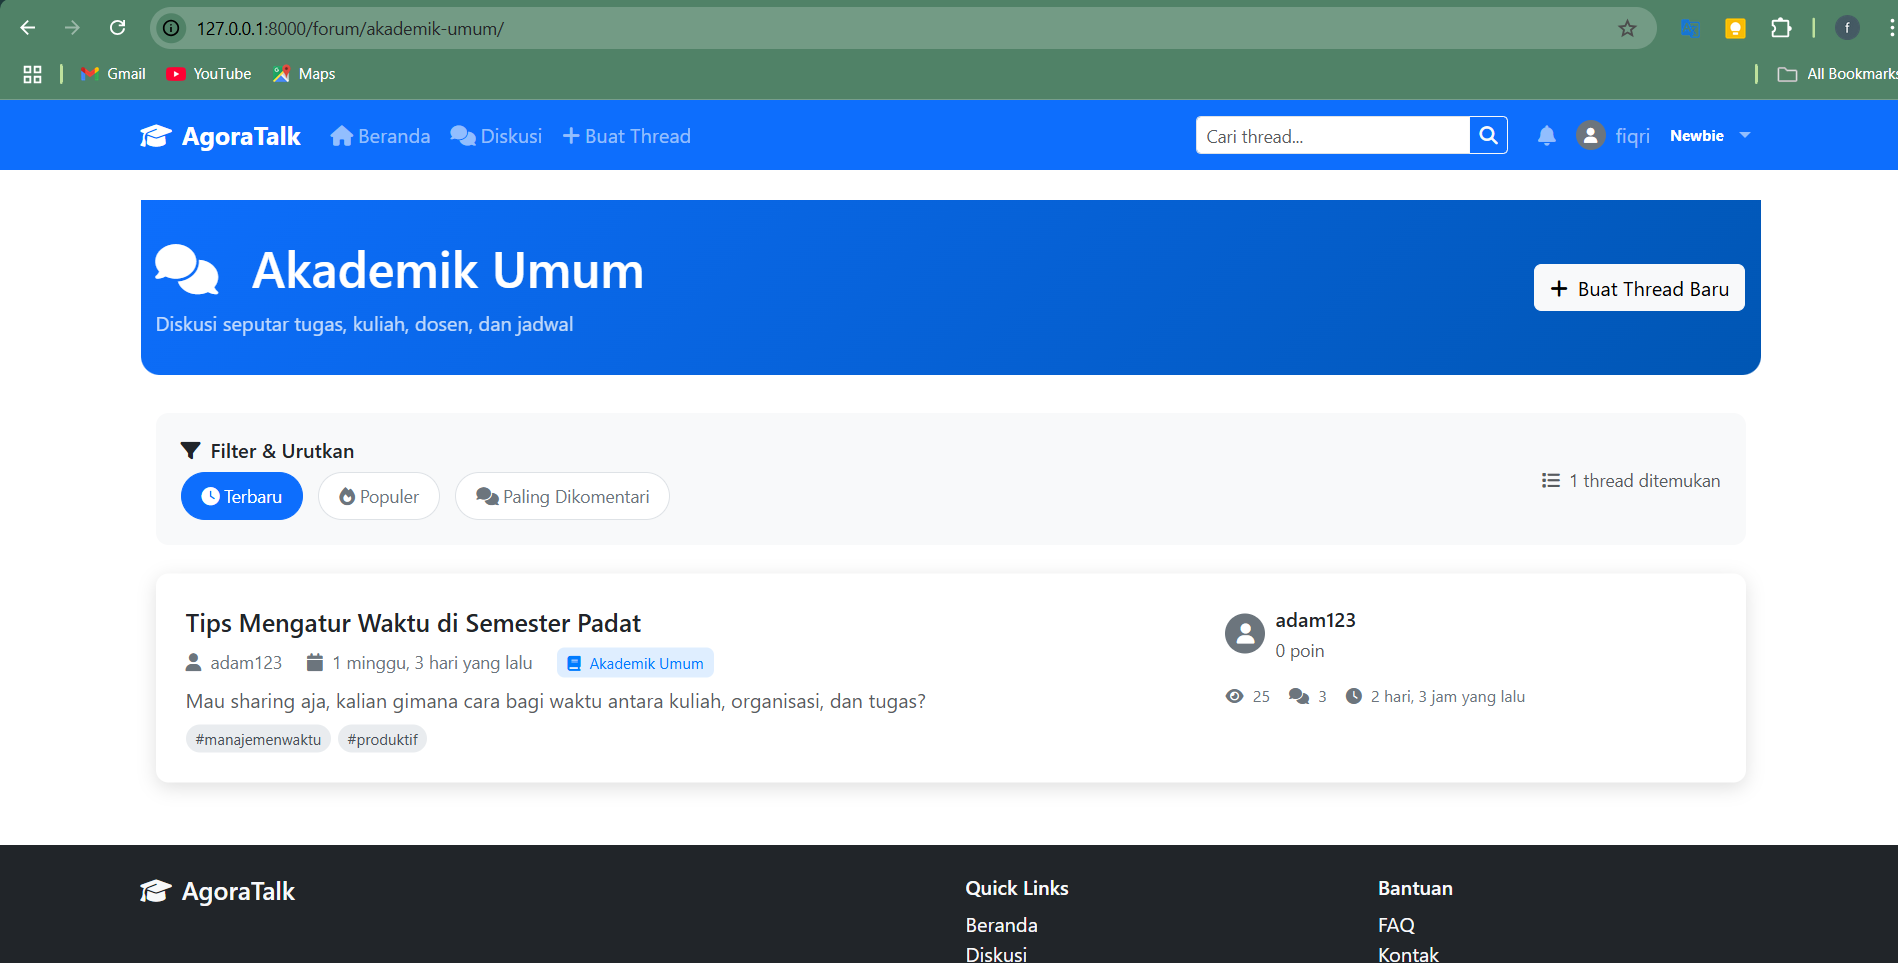 127.0.0.1:8000/forum/akademik-umum/
f
Gmail YouTube Maps All Bookmarks
AgoraTalk Beranda Diskusi Buat Thread Cari thread... fiqri Newbie
Akademik Umum
Buat Thread Baru
Diskusi seputar tugas, kuliah, dosen, dan jadwal
Filter & Urutkan
Terbaru Populer Paling Dikomentari
1 thread ditemukan
Tips Mengatur Waktu di Semester Padat
adam123 1 minggu, 3 hari yang lalu Akademik Umum
Mau sharing aja, kalian gimana cara bagi waktu antara kuliah, organisasi, dan tugas?
#manajemenwaktu #produktif
adam123
0 poin
25 3 2 hari, 3 jam yang lalu
AgoraTalk
Quick Links
Beranda
Diskusi
Bantuan
FAQ
Kontak